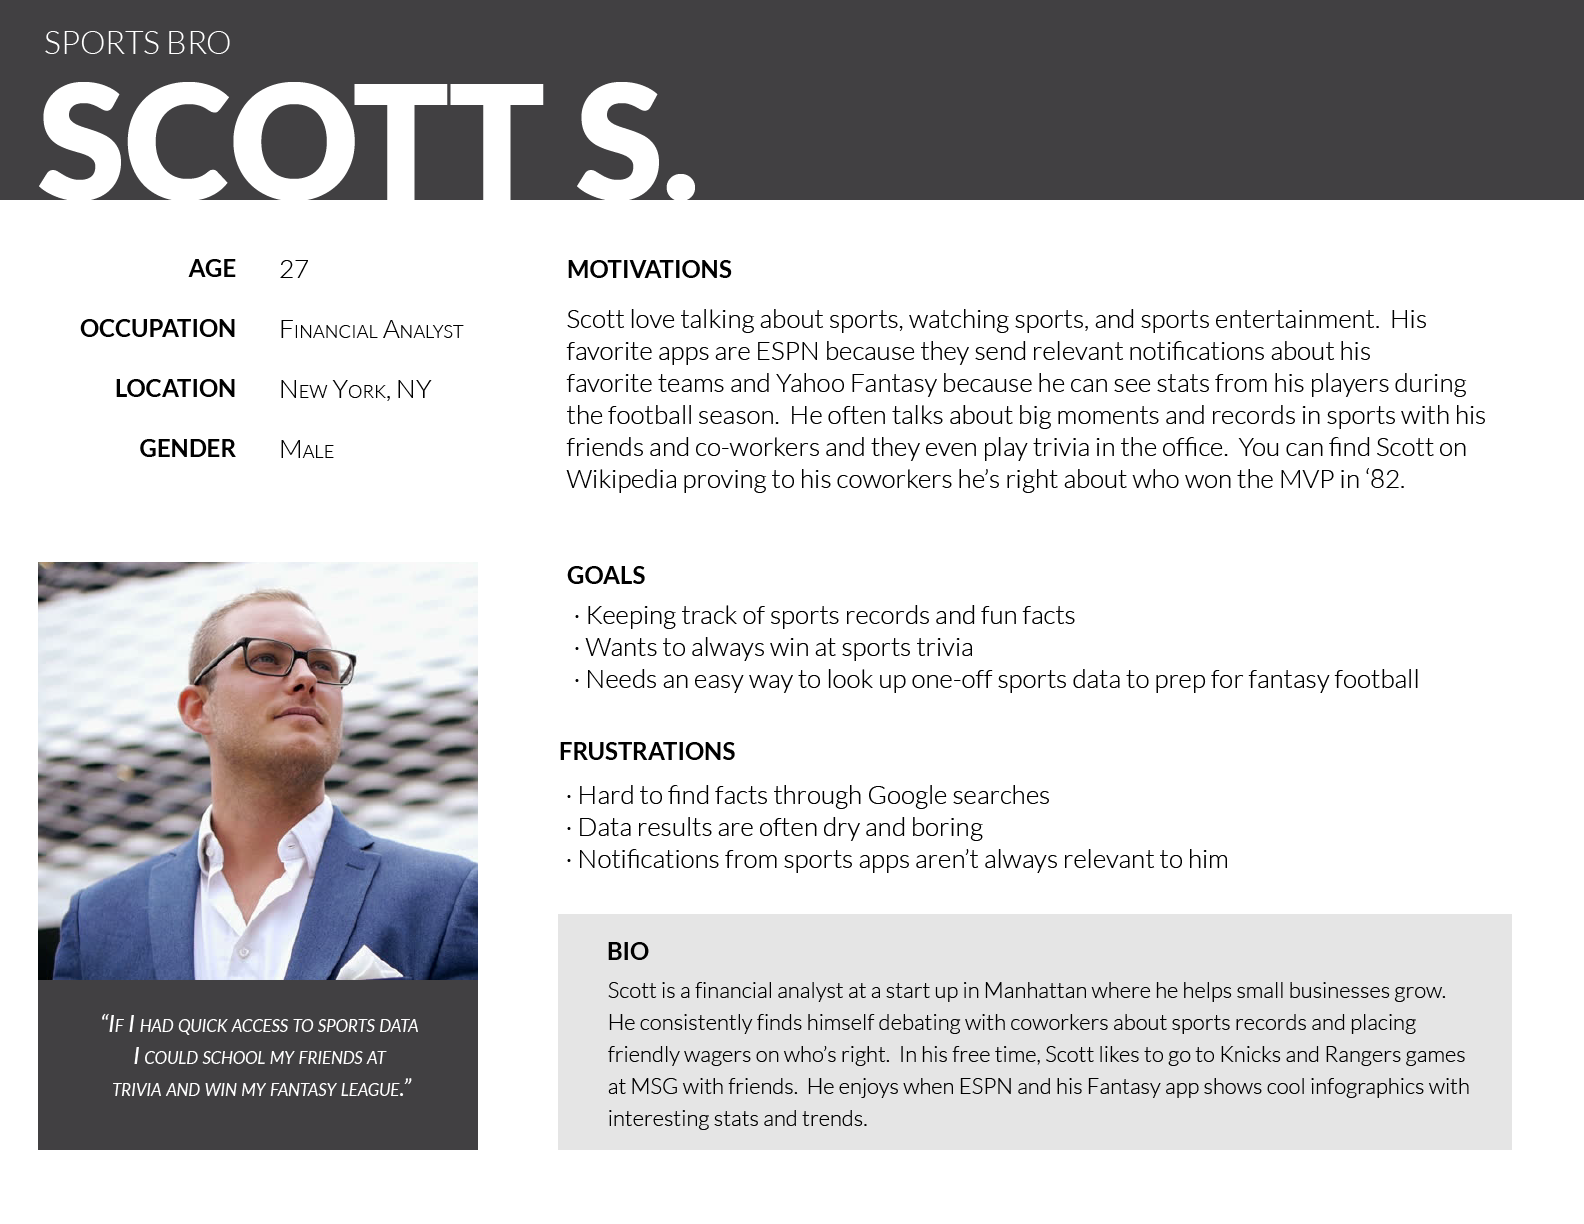 SPORTS BRO
SCOTT S.
AGE 27
OCCUPATION Financial Analyst
LOCATION New York, NY
GENDER Male
“If I had quick access to sports data
I could school my friends at
trivia and win my fantasy league.”
MOTIVATIONS
Scott love talking about sports, watching sports, and sports entertainment.  His
favorite apps are ESPN because they send relevant notifications about his
favorite teams and Yahoo Fantasy because he can see stats from his players during
the football season.  He often talks about big moments and records in sports with his
friends and co-workers and they even play trivia in the office.  You can find Scott on
Wikipedia proving to his coworkers he’s right about who won the MVP in ‘82.
GOALS
· Keeping track of sports records and fun facts
· Wants to always win at sports trivia
· Needs an easy way to look up one-off sports data to prep for fantasy football
FRUSTRATIONS
· Hard to find facts through Google searches
· Data results are often dry and boring
· Notifications from sports apps aren’t always relevant to him
BIO
Scott is a financial analyst at a start up in Manhattan where he helps small businesses grow.
He consistently finds himself debating with coworkers about sports records and placing
friendly wagers on who’s right.  In his free time, Scott likes to go to Knicks and Rangers games
at MSG with friends.  He enjoys when ESPN and his Fantasy app shows cool infographics with
interesting stats and trends.